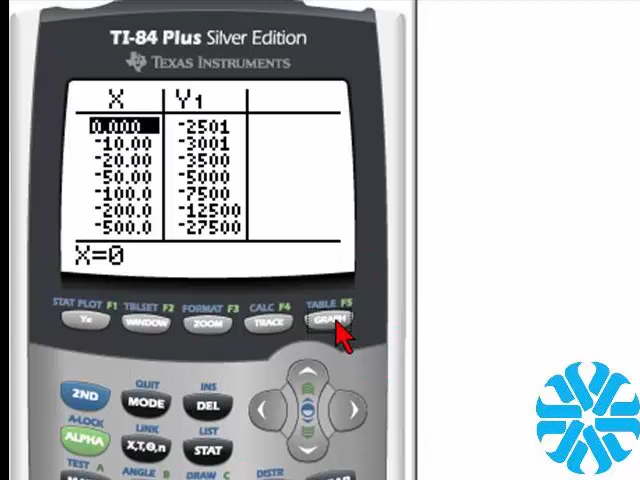 TI-84 Plus Silver Edition
TEXAS INSTRUMENTS
X Y1
0.000 -2501
-10.00 -3001
-20.00 -3500
-50.00 -5000
-100.0 -7500
-200.0 -12500
-500.0 -27500
X=0
STAT PLOT F1 TBLSET F2 FORMAT F3 CALC F4 TABLE F5
Y= WINDOW ZOOM TRACE GRAPH
QUIT INS
2ND MODE DEL
A-LOCK LINK LIST
ALPHA X,T,Θ,n STAT
TEST A ANGLE B DRAW C DISTR